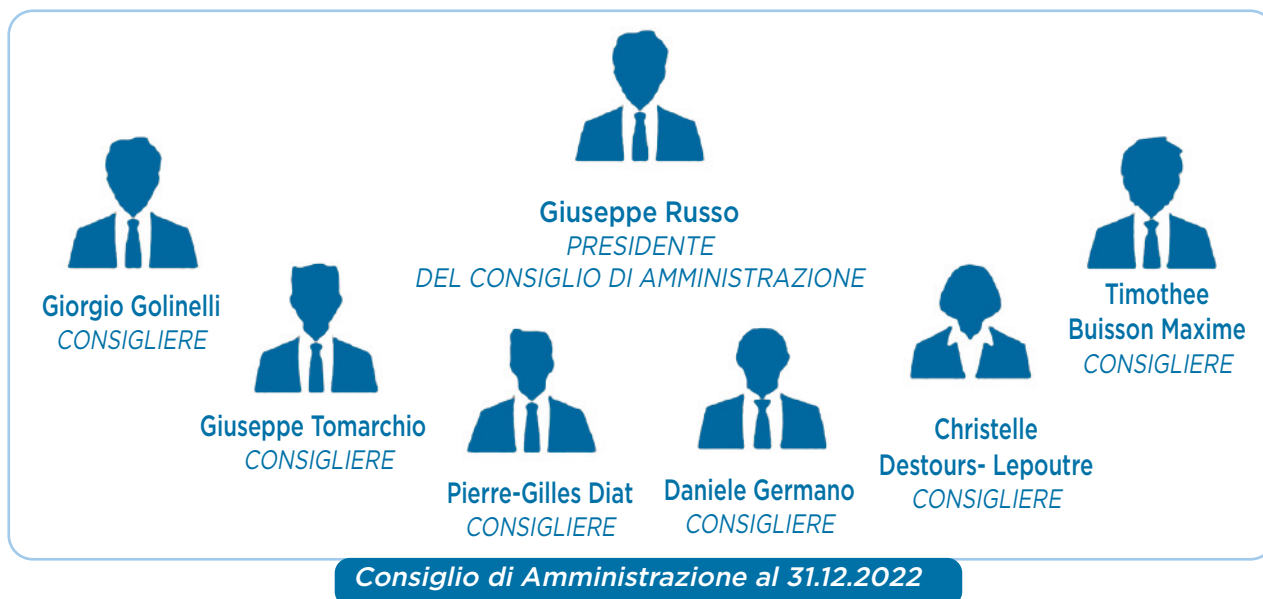 Giuseppe Russo
PRESIDENTE
DEL CONSIGLIO DI AMMINISTRAZIONE
Giorgio Golinelli
CONSIGLIERE
Giuseppe Tomarchio
CONSIGLIERE
Pierre-Gilles Diat
CONSIGLIERE
Daniele Germano
CONSIGLIERE
Christelle
Destours- Lepoutre
CONSIGLIERE
Timothee
Buisson Maxime
CONSIGLIERE
Consiglio di Amministrazione al 31.12.2022